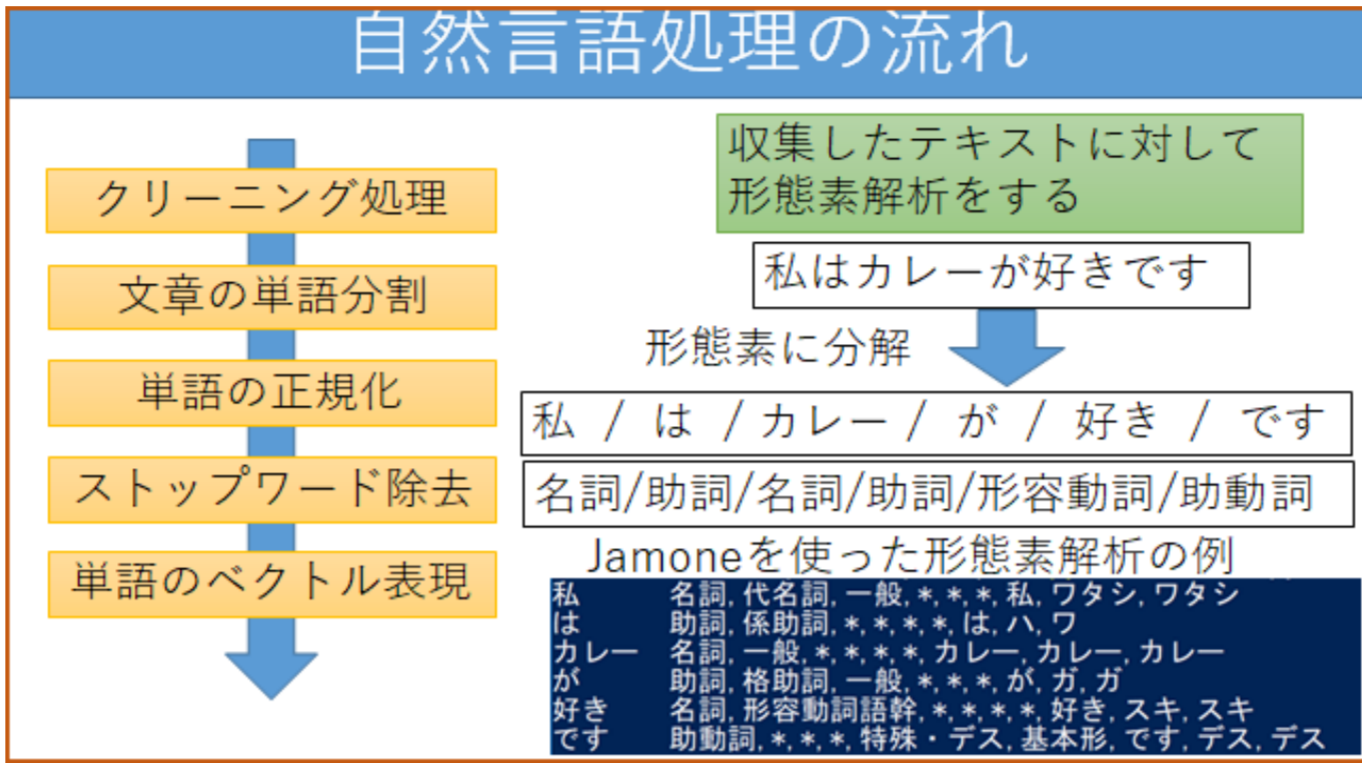 自然言語処理の流れ
クリーニング処理
文章の単語分割
単語の正規化
ストップワード除去
単語のベクトル表現
収集したテキストに対して
形態素解析をする
私はカレーが好きです
形態素に分解
私 / は / カレー / が / 好き / です
名詞/助詞/名詞/助詞/形容動詞/助動詞
Jamoneを使った形態素解析の例
私 名詞,代名詞,一般,*,*,*,私,ワタシ,ワタシ
は 助詞,係助詞,*,*,*,*,は,ハ,ワ
カレー 名詞,一般,*,*,*,*,カレー,カレー,カレー
が 助詞,格助詞,一般,*,*,*,が,ガ,ガ
好き 名詞,形容動詞語幹,*,*,*,*,好き,スキ,スキ
です 助動詞,*,*,*,特殊・デス,基本形,です,デス,デス